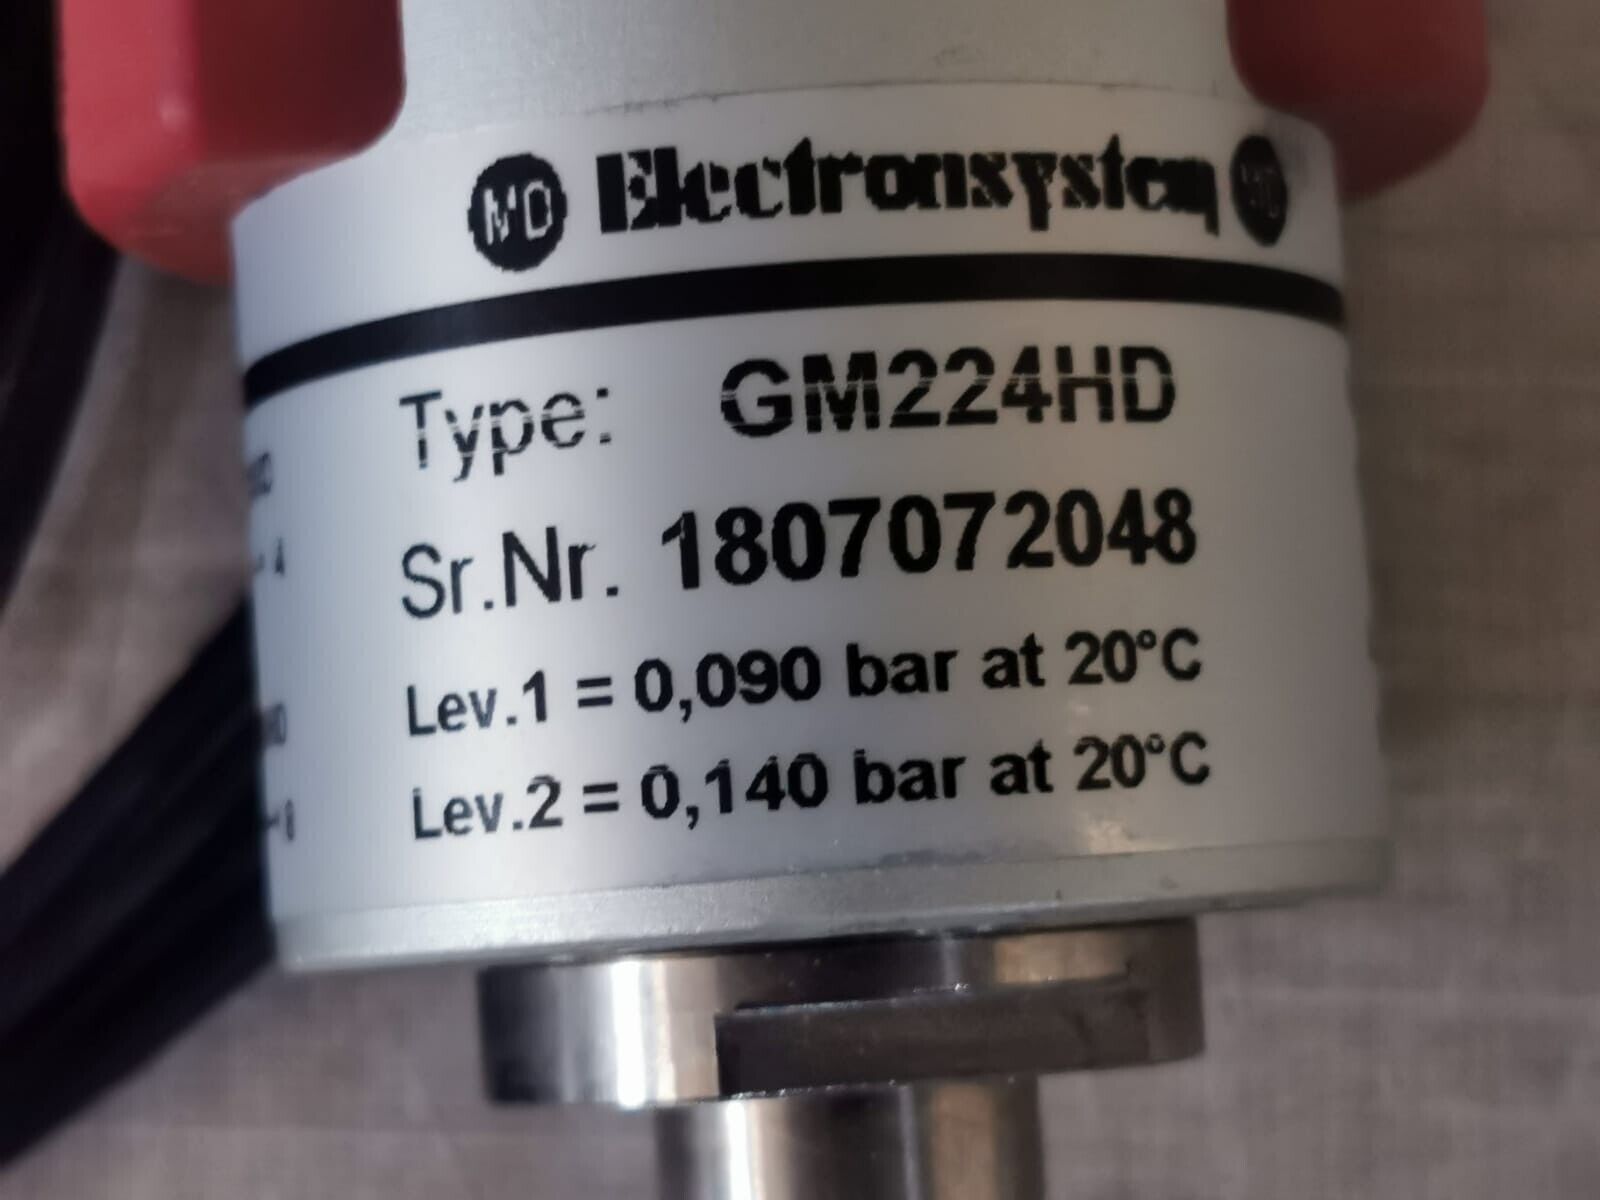 MD Electronsystem MD
Type: GM224HD
Sr.Nr. 1807072048
Lev.1 = 0,090 bar at 20°C
Lev.2 = 0,140 bar at 20°C